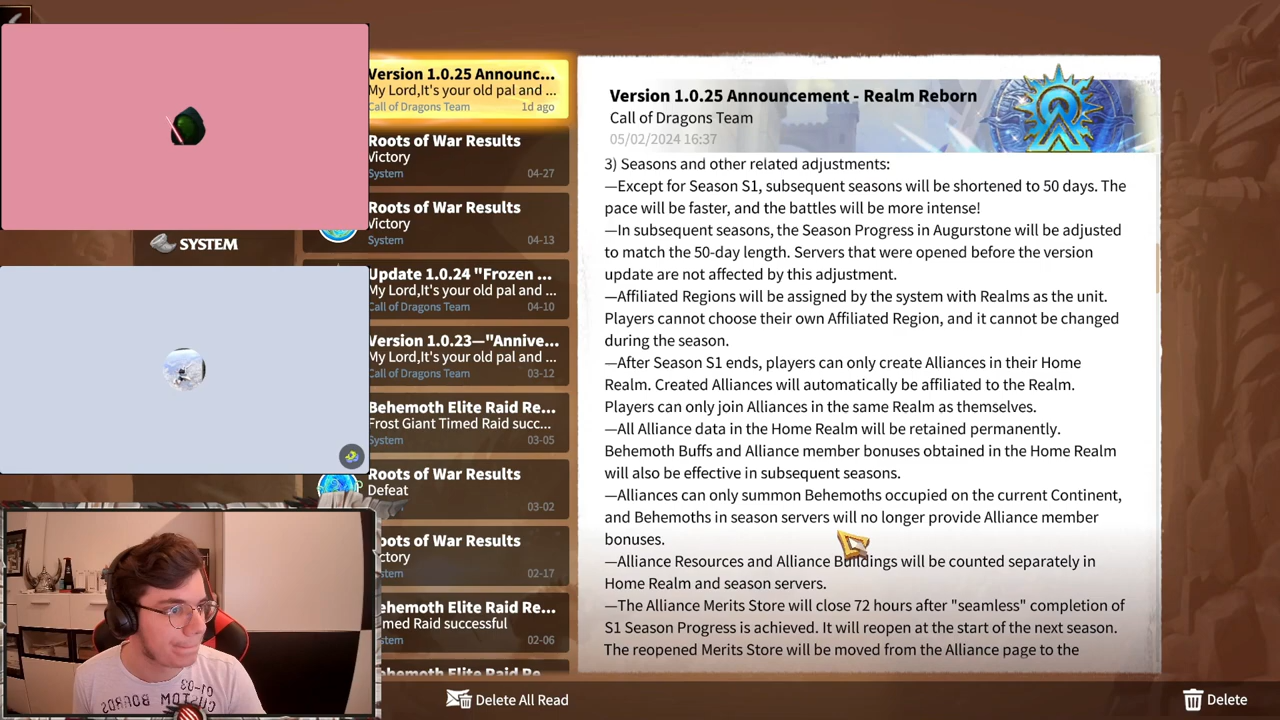 SYSTEM
Version 1.0.25 Announc...
My Lord,It's your old pal and ...
Call of Dragons Team
1d ago
Roots of War Results
Victory
System
04-27
Roots of War Results
Victory
System
04-13
Update 1.0.24 "Frozen ...
My Lord,It's your old pal and ...
Call of Dragons Team
04-10
Version 1.0.23—"Annive...
My Lord,It's your old pal and ...
Call of Dragons Team
03-12
Behemoth Elite Raid Re...
Frost Giant Timed Raid succ...
System
03-05
Roots of War Results
Defeat
03-02
oots of War Results
ctory
stem
02-17
ehemoth Elite Raid Re...
med Raid successful
stem
02-06
ehemoth Elite Raid Re
Version 1.0.25 Announcement - Realm Reborn
Call of Dragons Team
05/02/2024 16:37
3) Seasons and other related adjustments:
—Except for Season S1, subsequent seasons will be shortened to 50 days. The
pace will be faster, and the battles will be more intense!
—In subsequent seasons, the Season Progress in Augurstone will be adjusted
to match the 50-day length. Servers that were opened before the version
update are not affected by this adjustment.
—Affiliated Regions will be assigned by the system with Realms as the unit.
Players cannot choose their own Affiliated Region, and it cannot be changed
during the season.
—After Season S1 ends, players can only create Alliances in their Home
Realm. Created Alliances will automatically be affiliated to the Realm.
Players can only join Alliances in the same Realm as themselves.
—All Alliance data in the Home Realm will be retained permanently.
Behemoth Buffs and Alliance member bonuses obtained in the Home Realm
will also be effective in subsequent seasons.
—Alliances can only summon Behemoths occupied on the current Continent,
and Behemoths in season servers will no longer provide Alliance member
bonuses.
—Alliance Resources and Alliance Buildings will be counted separately in
Home Realm and season servers.
—The Alliance Merits Store will close 72 hours after "seamless" completion of
S1 Season Progress is achieved. It will reopen at the start of the next season.
The reopened Merits Store will be moved from the Alliance page to the
Delete All Read
Delete